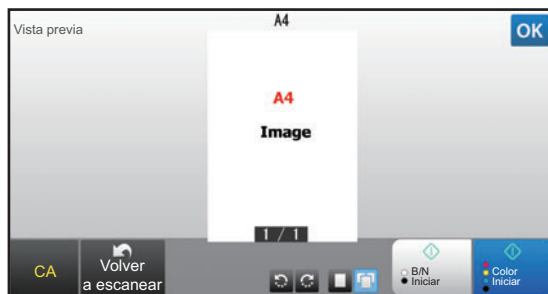 A4
Vista previa
OK
A4
Image
1 / 1
CA
Volver
a escanear
B/N
Iniciar
Color
Iniciar